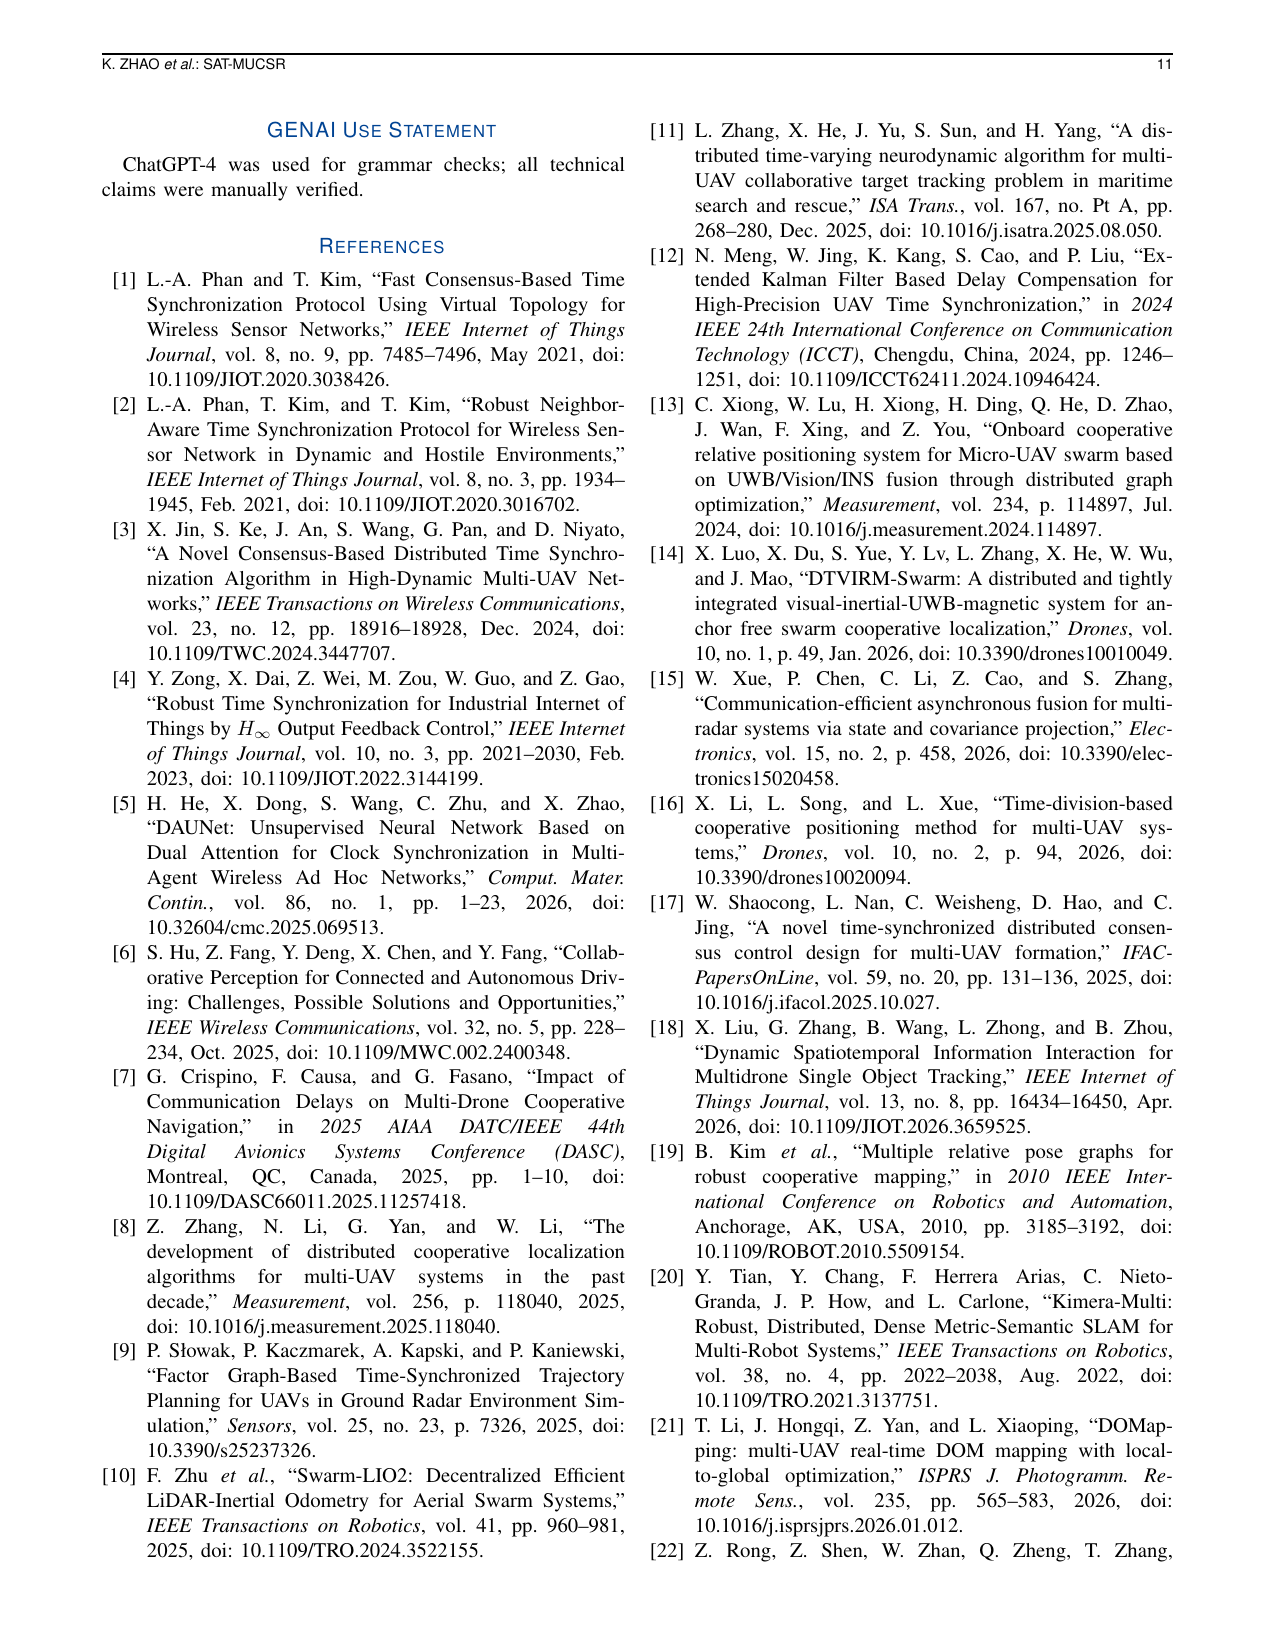 K. ZHAO et al.: SAT-MUCSR
11
GENAI USE STATEMENT
ChatGPT-4 was used for grammar checks; all technical
claims were manually verified.
REFERENCES
[1] L.-A. Phan and T. Kim, “Fast Consensus-Based Time
Synchronization Protocol Using Virtual Topology for
Wireless Sensor Networks,” IEEE Internet of Things
Journal, vol. 8, no. 9, pp. 7485–7496, May 2021, doi:
10.1109/JIOT.2020.3038426.
[2] L.-A. Phan, T. Kim, and T. Kim, “Robust Neighbor-
Aware Time Synchronization Protocol for Wireless Sen-
sor Network in Dynamic and Hostile Environments,”
IEEE Internet of Things Journal, vol. 8, no. 3, pp. 1934–
1945, Feb. 2021, doi: 10.1109/JIOT.2020.3016702.
[3] X. Jin, S. Ke, J. An, S. Wang, G. Pan, and D. Niyato,
“A Novel Consensus-Based Distributed Time Synchro-
nization Algorithm in High-Dynamic Multi-UAV Net-
works,” IEEE Transactions on Wireless Communications,
vol. 23, no. 12, pp. 18916–18928, Dec. 2024, doi:
10.1109/TWC.2024.3447707.
[4] Y. Zong, X. Dai, Z. Wei, M. Zou, W. Guo, and Z. Gao,
“Robust Time Synchronization for Industrial Internet of
Things by H∞ Output Feedback Control,” IEEE Internet
of Things Journal, vol. 10, no. 3, pp. 2021–2030, Feb.
2023, doi: 10.1109/JIOT.2022.3144199.
[5] H. He, X. Dong, S. Wang, C. Zhu, and X. Zhao,
“DAUNet: Unsupervised Neural Network Based on
Dual Attention for Clock Synchronization in Multi-
Agent Wireless Ad Hoc Networks,” Comput. Mater.
Contin., vol. 86, no. 1, pp. 1–23, 2026, doi:
10.32604/cmc.2025.069513.
[6] S. Hu, Z. Fang, Y. Deng, X. Chen, and Y. Fang, “Collab-
orative Perception for Connected and Autonomous Driv-
ing: Challenges, Possible Solutions and Opportunities,”
IEEE Wireless Communications, vol. 32, no. 5, pp. 228–
234, Oct. 2025, doi: 10.1109/MWC.002.2400348.
[7] G. Crispino, F. Causa, and G. Fasano, “Impact of
Communication Delays on Multi-Drone Cooperative
Navigation,” in 2025 AIAA DATC/IEEE 44th
Digital Avionics Systems Conference (DASC),
Montreal, QC, Canada, 2025, pp. 1–10, doi:
10.1109/DASC66011.2025.11257418.
[8] Z. Zhang, N. Li, G. Yan, and W. Li, “The
development of distributed cooperative localization
algorithms for multi-UAV systems in the past
decade,” Measurement, vol. 256, p. 118040, 2025,
doi: 10.1016/j.measurement.2025.118040.
[9] P. Słowak, P. Kaczmarek, A. Kapski, and P. Kaniewski,
“Factor Graph-Based Time-Synchronized Trajectory
Planning for UAVs in Ground Radar Environment Sim-
ulation,” Sensors, vol. 25, no. 23, p. 7326, 2025, doi:
10.3390/s25237326.
[10] F. Zhu et al., “Swarm-LIO2: Decentralized Efficient
LiDAR-Inertial Odometry for Aerial Swarm Systems,”
IEEE Transactions on Robotics, vol. 41, pp. 960–981,
2025, doi: 10.1109/TRO.2024.3522155.
[11] L. Zhang, X. He, J. Yu, S. Sun, and H. Yang, “A dis-
tributed time-varying neurodynamic algorithm for multi-
UAV collaborative target tracking problem in maritime
search and rescue,” ISA Trans., vol. 167, no. Pt A, pp.
268–280, Dec. 2025, doi: 10.1016/j.isatra.2025.08.050.
[12] N. Meng, W. Jing, K. Kang, S. Cao, and P. Liu, “Ex-
tended Kalman Filter Based Delay Compensation for
High-Precision UAV Time Synchronization,” in 2024
IEEE 24th International Conference on Communication
Technology (ICCT), Chengdu, China, 2024, pp. 1246–
1251, doi: 10.1109/ICCT62411.2024.10946424.
[13] C. Xiong, W. Lu, H. Xiong, H. Ding, Q. He, D. Zhao,
J. Wan, F. Xing, and Z. You, “Onboard cooperative
relative positioning system for Micro-UAV swarm based
on UWB/Vision/INS fusion through distributed graph
optimization,” Measurement, vol. 234, p. 114897, Jul.
2024, doi: 10.1016/j.measurement.2024.114897.
[14] X. Luo, X. Du, S. Yue, Y. Lv, L. Zhang, X. He, W. Wu,
and J. Mao, “DTVIRM-Swarm: A distributed and tightly
integrated visual-inertial-UWB-magnetic system for an-
chor free swarm cooperative localization,” Drones, vol.
10, no. 1, p. 49, Jan. 2026, doi: 10.3390/drones10010049.
[15] W. Xue, P. Chen, C. Li, Z. Cao, and S. Zhang,
“Communication-efficient asynchronous fusion for multi-
radar systems via state and covariance projection,” Elec-
tronics, vol. 15, no. 2, p. 458, 2026, doi: 10.3390/elec-
tronics15020458.
[16] X. Li, L. Song, and L. Xue, “Time-division-based
cooperative positioning method for multi-UAV sys-
tems,” Drones, vol. 10, no. 2, p. 94, 2026, doi:
10.3390/drones10020094.
[17] W. Shaocong, L. Nan, C. Weisheng, D. Hao, and C.
Jing, “A novel time-synchronized distributed consen-
sus control design for multi-UAV formation,” IFAC-
PapersOnLine, vol. 59, no. 20, pp. 131–136, 2025, doi:
10.1016/j.ifacol.2025.10.027.
[18] X. Liu, G. Zhang, B. Wang, L. Zhong, and B. Zhou,
“Dynamic Spatiotemporal Information Interaction for
Multidrone Single Object Tracking,” IEEE Internet of
Things Journal, vol. 13, no. 8, pp. 16434–16450, Apr.
2026, doi: 10.1109/JIOT.2026.3659525.
[19] B. Kim et al., “Multiple relative pose graphs for
robust cooperative mapping,” in 2010 IEEE Inter-
national Conference on Robotics and Automation,
Anchorage, AK, USA, 2010, pp. 3185–3192, doi:
10.1109/ROBOT.2010.5509154.
[20] Y. Tian, Y. Chang, F. Herrera Arias, C. Nieto-
Granda, J. P. How, and L. Carlone, “Kimera-Multi:
Robust, Distributed, Dense Metric-Semantic SLAM for
Multi-Robot Systems,” IEEE Transactions on Robotics,
vol. 38, no. 4, pp. 2022–2038, Aug. 2022, doi:
10.1109/TRO.2021.3137751.
[21] T. Li, J. Hongqi, Z. Yan, and L. Xiaoping, “DOMap-
ping: multi-UAV real-time DOM mapping with local-
to-global optimization,” ISPRS J. Photogramm. Re-
mote Sens., vol. 235, pp. 565–583, 2026, doi:
10.1016/j.isprsjprs.2026.01.012.
[22] Z. Rong, Z. Shen, W. Zhan, Q. Zheng, T. Zhang,